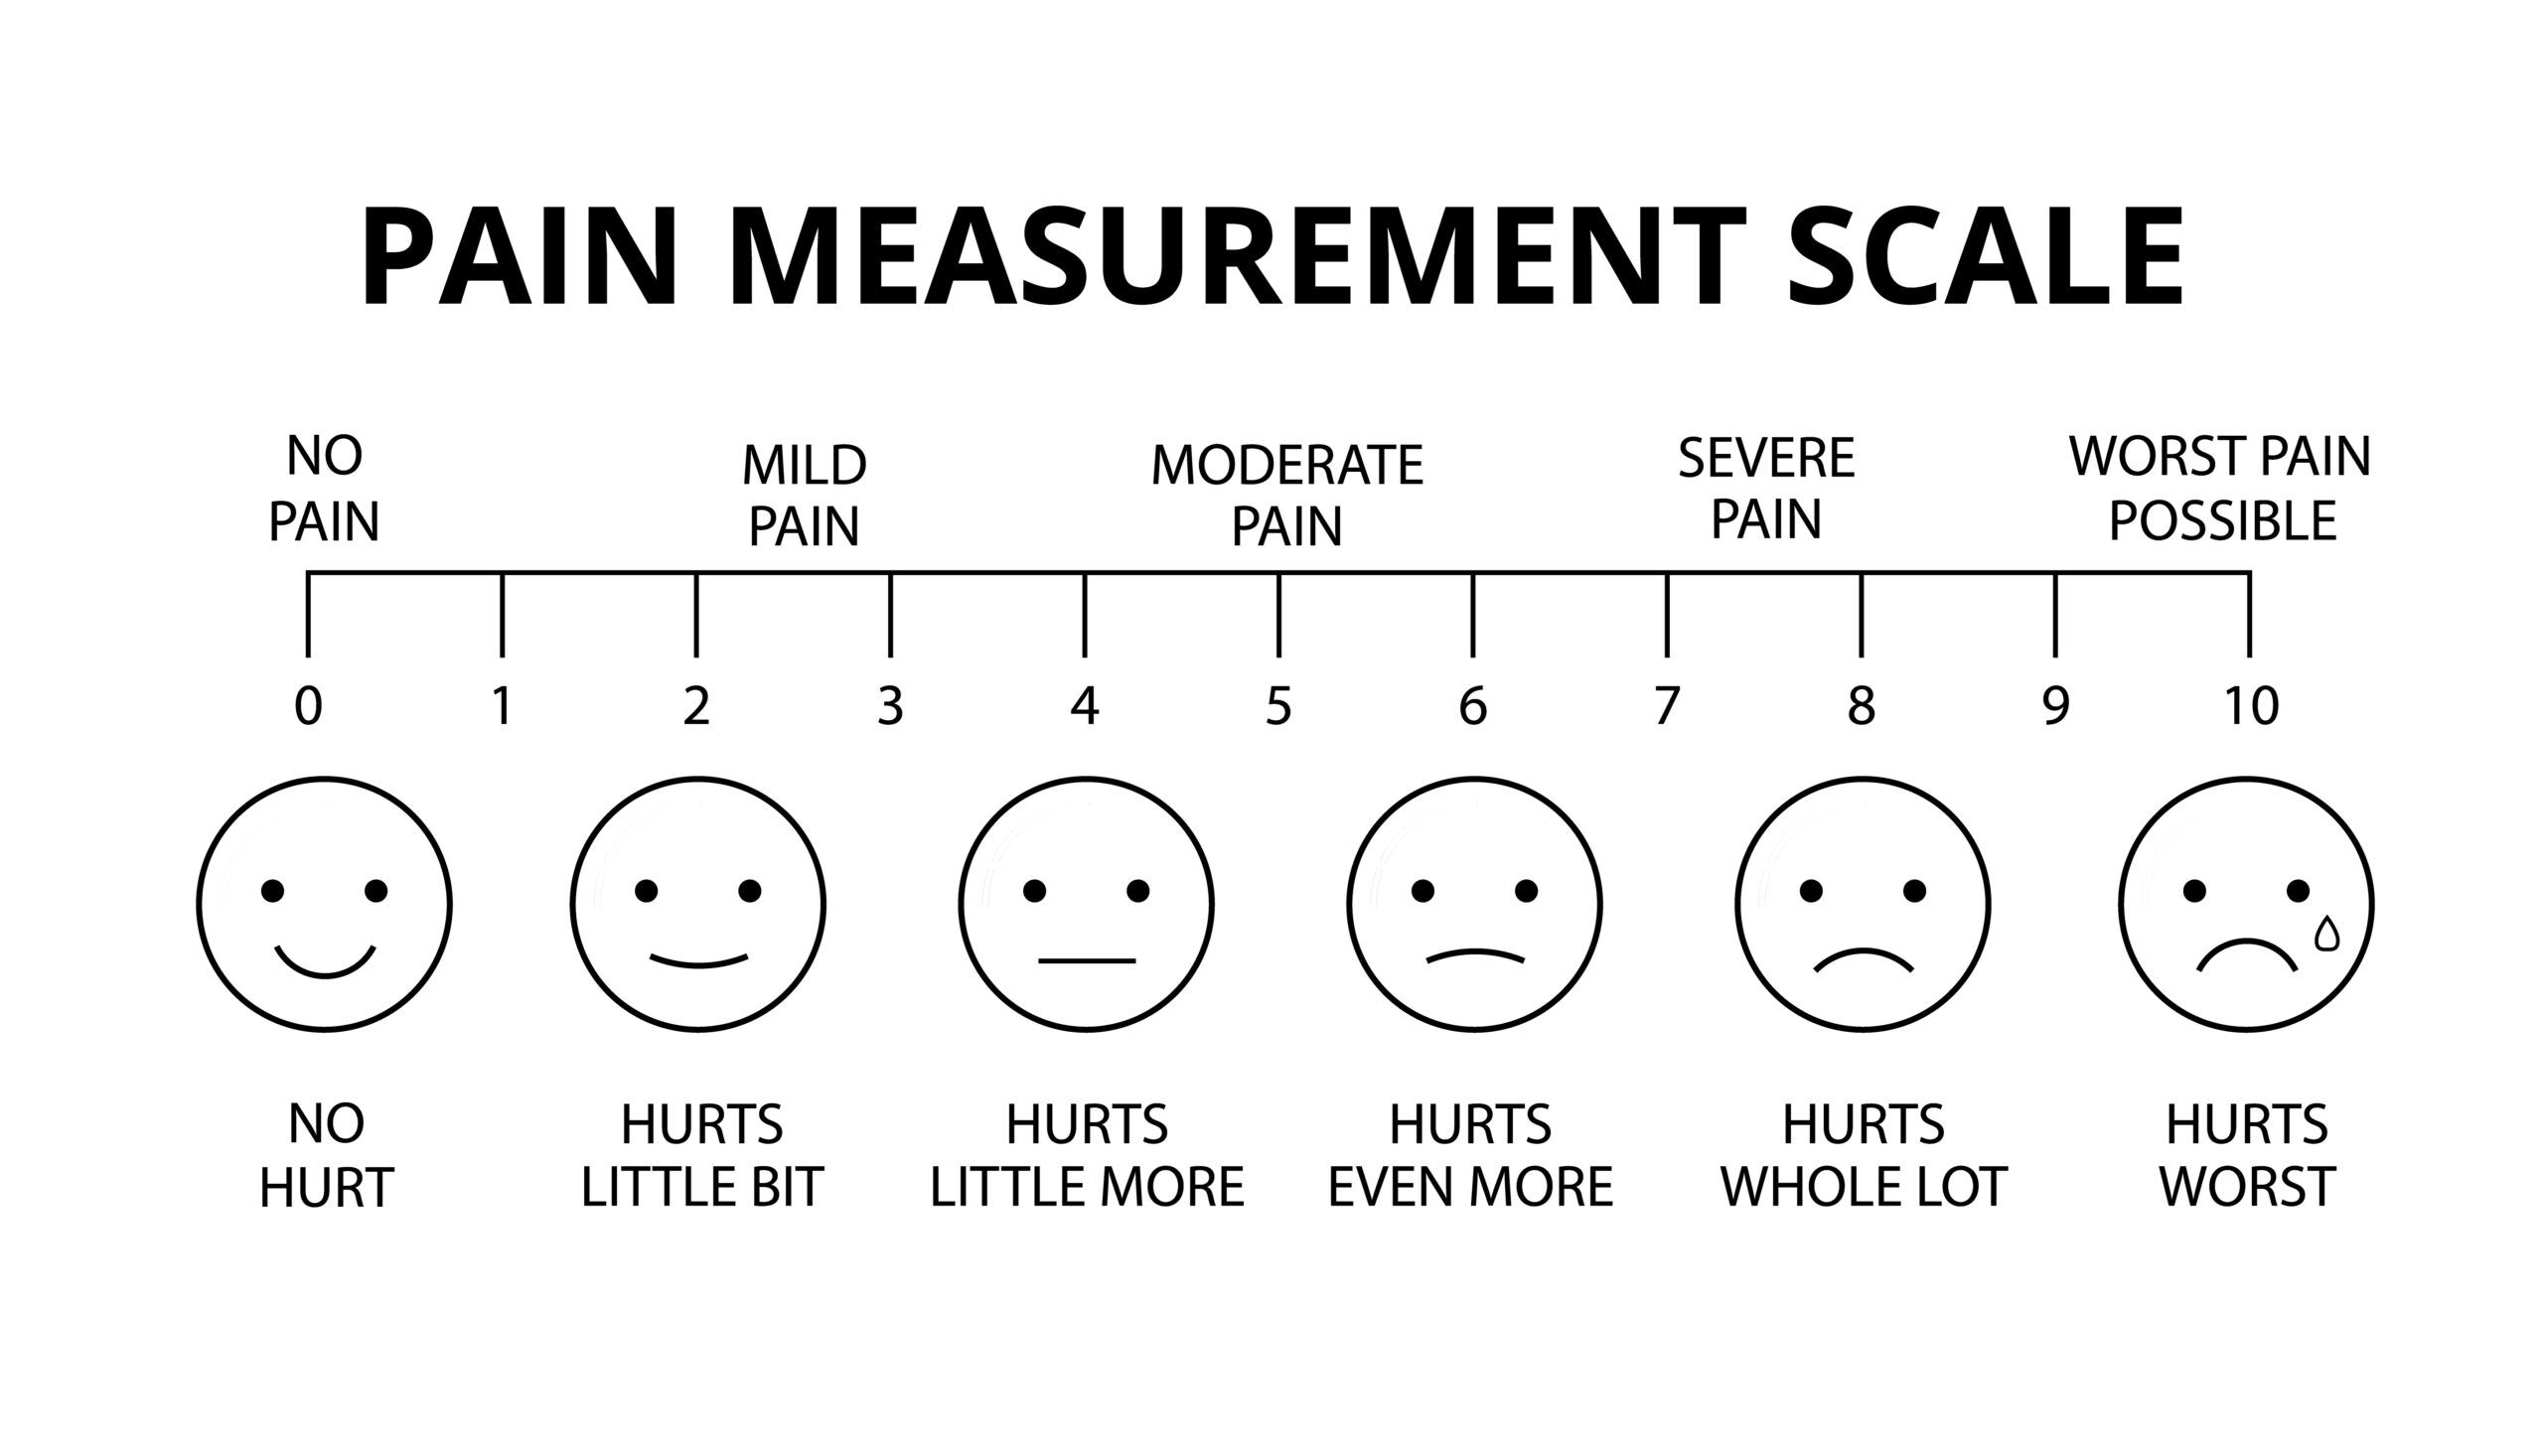 PAIN MEASUREMENT SCALE
NO
PAIN
MILD
PAIN
MODERATE
PAIN
SEVERE
PAIN
WORST PAIN
POSSIBLE
0 1 2 3 4 5 6 7 8 9 10
NO
HURT
HURTS
LITTLE BIT
HURTS
LITTLE MORE
HURTS
EVEN MORE
HURTS
WHOLE LOT
HURTS
WORST